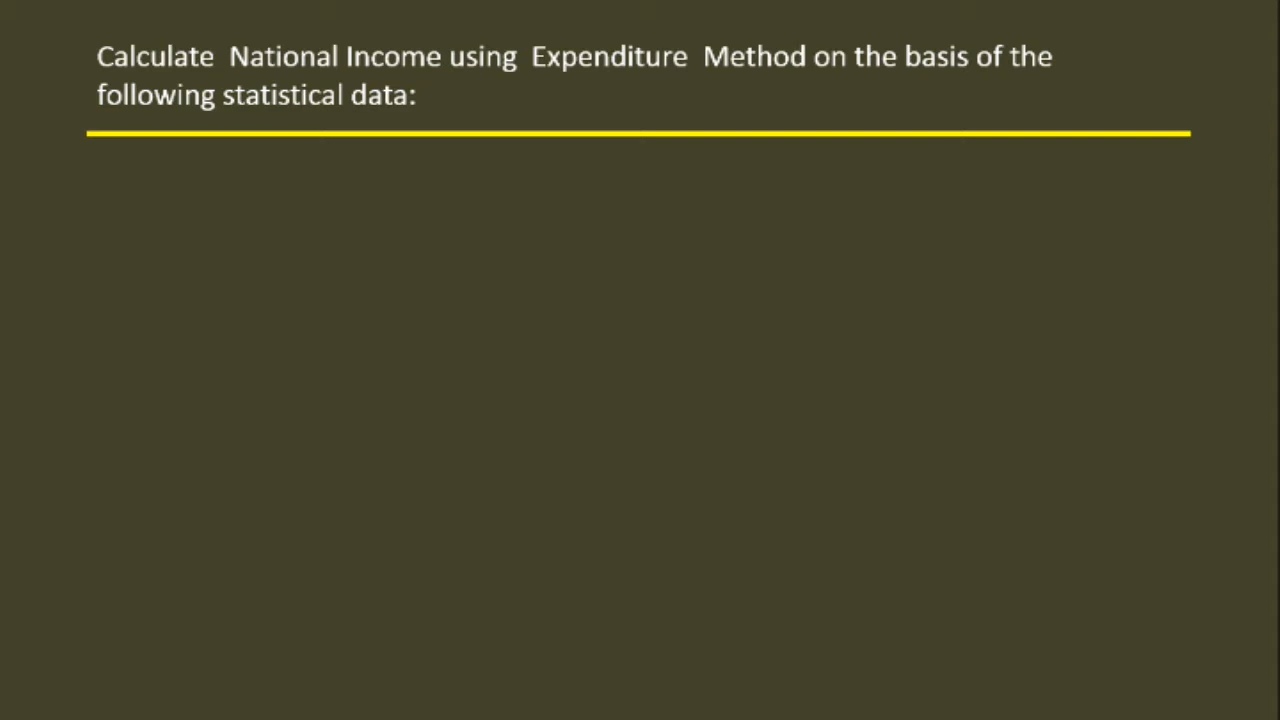 Calculate  National Income using  Expenditure  Method on the basis of the
following statistical data: